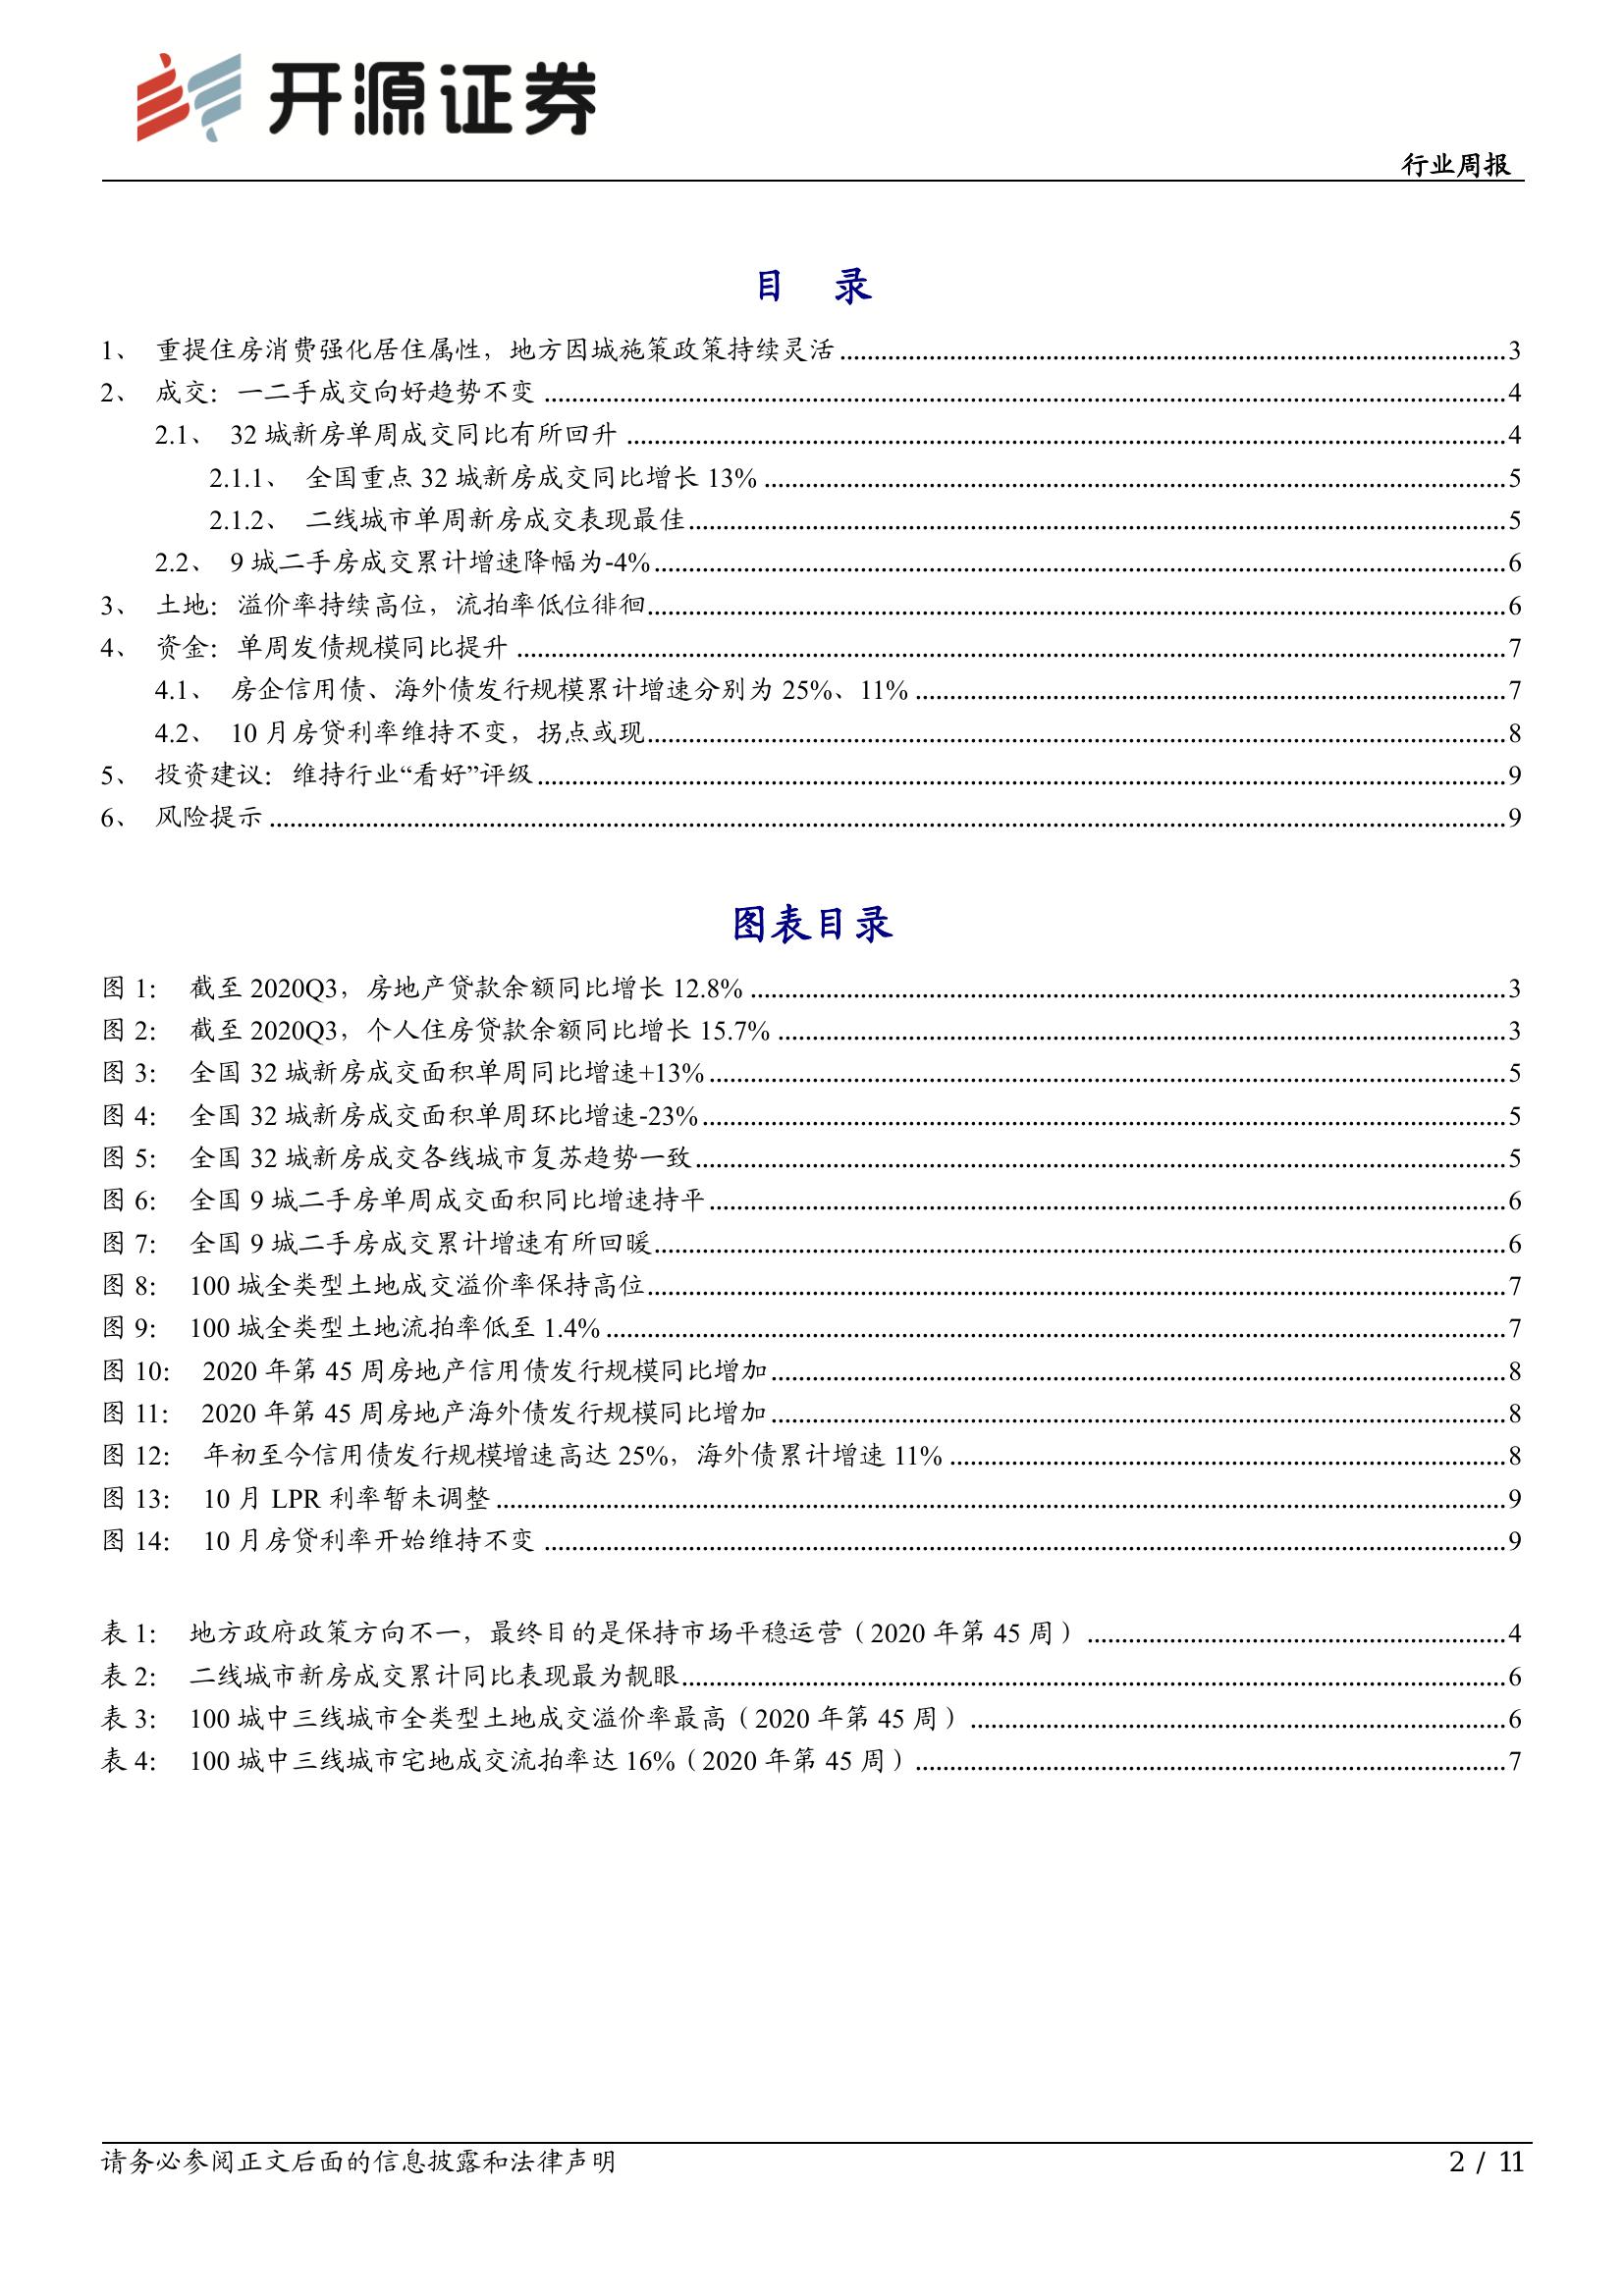 开源证券
行业周报
目 录
1、 重提住房消费强化居住属性，地方因城施策政策持续灵活 3
2、 成交：一二手成交向好趋势不变 4
2.1、 32 城新房单周成交同比有所回升 4
2.1.1、 全国重点 32 城新房成交同比增长 13% 5
2.1.2、 二线城市单周新房成交表现最佳 5
2.2、 9 城二手房成交累计增速降幅为-4% 6
3、 土地：溢价率持续高位，流拍率低位徘徊 6
4、 资金：单周发债规模同比提升 7
4.1、 房企信用债、海外债发行规模累计增速分别为 25%、11% 7
4.2、 10 月房贷利率维持不变，拐点或现 8
5、 投资建议：维持行业“看好”评级 9
6、 风险提示 9
图表目录
图 1： 截至 2020Q3，房地产贷款余额同比增长 12.8% 3
图 2： 截至 2020Q3，个人住房贷款余额同比增长 15.7% 3
图 3： 全国 32 城新房成交面积单周同比增速+13% 5
图 4： 全国 32 城新房成交面积单周环比增速-23% 5
图 5： 全国 32 城新房成交各线城市复苏趋势一致 5
图 6： 全国 9 城二手房单周成交面积同比增速持平 6
图 7： 全国 9 城二手房成交累计增速有所回暖 6
图 8： 100 城全类型土地成交溢价率保持高位 7
图 9： 100 城全类型土地流拍率低至 1.4% 7
图 10： 2020 年第 45 周房地产信用债发行规模同比增加 8
图 11： 2020 年第 45 周房地产海外债发行规模同比增加 8
图 12： 年初至今信用债发行规模增速高达 25%，海外债累计增速 11% 8
图 13： 10 月 LPR 利率暂未调整 9
图 14： 10 月房贷利率开始维持不变 9
表 1： 地方政府政策方向不一，最终目的是保持市场平稳运营（2020 年第 45 周） 4
表 2： 二线城市新房成交累计同比表现最为靓眼 6
表 3： 100 城中三线城市全类型土地成交溢价率最高（2020 年第 45 周） 6
表 4： 100 城中三线城市宅地成交流拍率达 16%（2020 年第 45 周） 7
请务必参阅正文后面的信息披露和法律声明 2 / 11